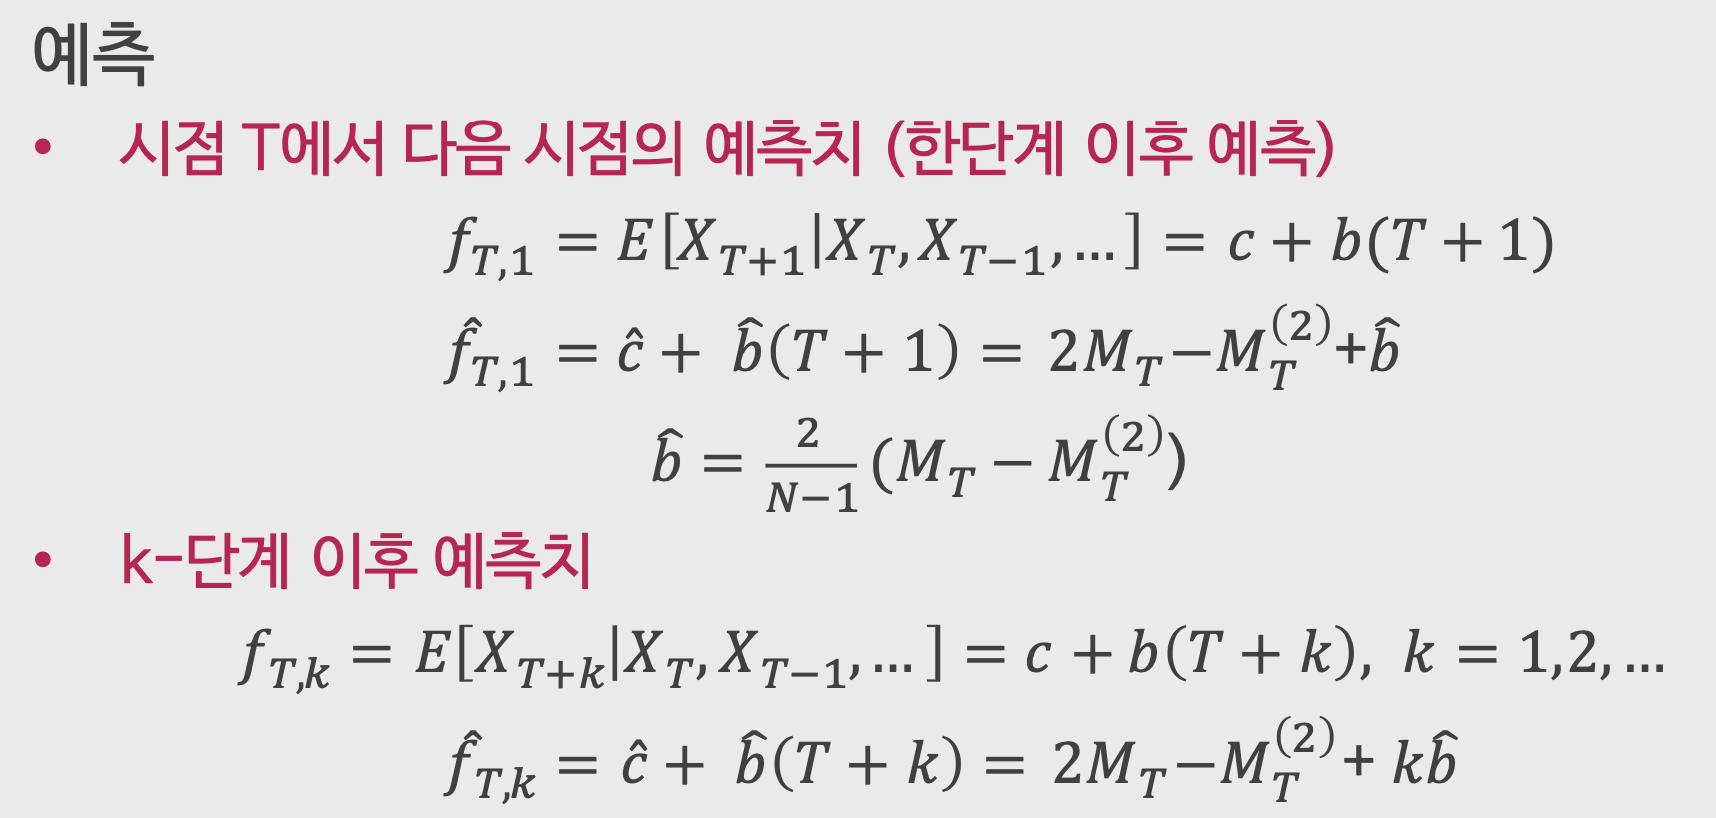 예측
• 시점 T에서 다음 시점의 예측치 (한단계 이후 예측)
$f_{T,1} = E[X_{T+1}|X_T, X_{T-1}, \ldots] = c + b(T+1)$
$\hat{f}_{T,1} = \hat{c} + \hat{b}(T+1) = 2M_T - M_T^{(2)} + \hat{b}$
$\hat{b} = \frac{2}{N-1}(M_T - M_T^{(2)})$
• k-단계 이후 예측치
$f_{T,k} = E[X_{T+k}|X_T, X_{T-1}, \ldots] = c + b(T+k), \ k = 1,2,\ldots$
$\hat{f}_{T,k} = \hat{c} + \hat{b}(T+k) = 2M_T - M_T^{(2)} + k\hat{b}$